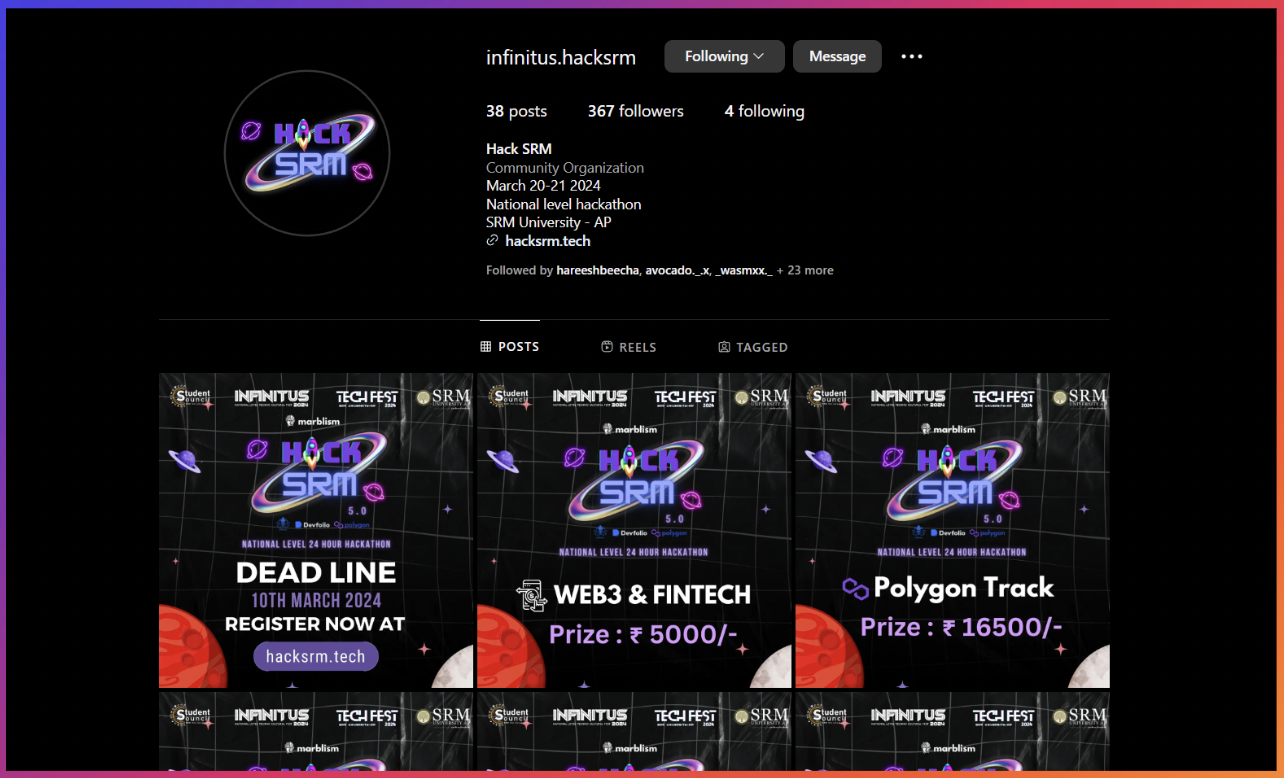 infinitus.hacksrm Following Message
38 posts 367 followers 4 following
Hack SRM
Community Organization
March 20-21 2024
National level hackathon
SRM University - AP
hacksrm.tech
Followed by hareeshbeecha, avocado._.x, _wasmxx._ + 23 more
HACK
SRM
POSTS REELS TAGGED
Student Council INFINITUS 2024 TECH FEST 2024 SRM
marblism
HACK
SRM
5.0
Devfolio polygon
NATIONAL LEVEL 24 HOUR HACKATHON
DEAD LINE
10TH MARCH 2024
REGISTER NOW AT
hacksrm.tech
Student Council INFINITUS 2024 TECH FEST 2024 SRM
marblism
HACK
SRM
5.0
Devfolio polygon
NATIONAL LEVEL 24 HOUR HACKATHON
WEB3 & FINTECH
Prize : ₹ 5000/-
Student Council INFINITUS 2024 TECH FEST 2024 SRM
marblism
HACK
SRM
5.0
Devfolio polygon
NATIONAL LEVEL 24 HOUR HACKATHON
Polygon Track
Prize : ₹ 16500/-
Student Council INFINITUS 2024 TECH FEST 2024 SRM
marblism
Student Council INFINITUS 2024 TECH FEST 2024 SRM
marblism
Student Council INFINITUS 2024 TECH FEST 2024 SRM
marblism